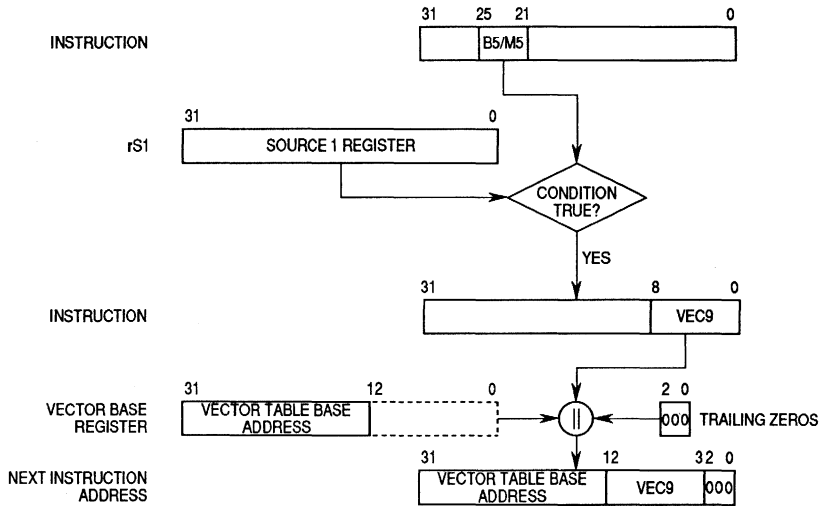 31 25 21 0
INSTRUCTION B5/M5
31 0
rS1 SOURCE 1 REGISTER
CONDITION
TRUE?
YES
31 8 0
INSTRUCTION VEC9
31 12 0 2 0
VECTOR BASE
REGISTER
VECTOR TABLE BASE
ADDRESS
||
000 TRAILING ZEROS
31 12 32 0
NEXT INSTRUCTION
ADDRESS
VECTOR TABLE BASE
ADDRESS
VEC9 000